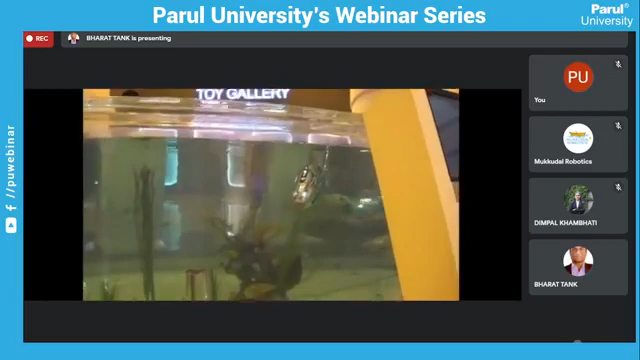 Parul University's Webinar Series
Parul®
University
REC
BHARAT TANK is presenting
TOY GALLERY
PU
You
Mukkudal Robotics
DIMPAL KHAMBHATI
BHARAT TANK
//puwebinar